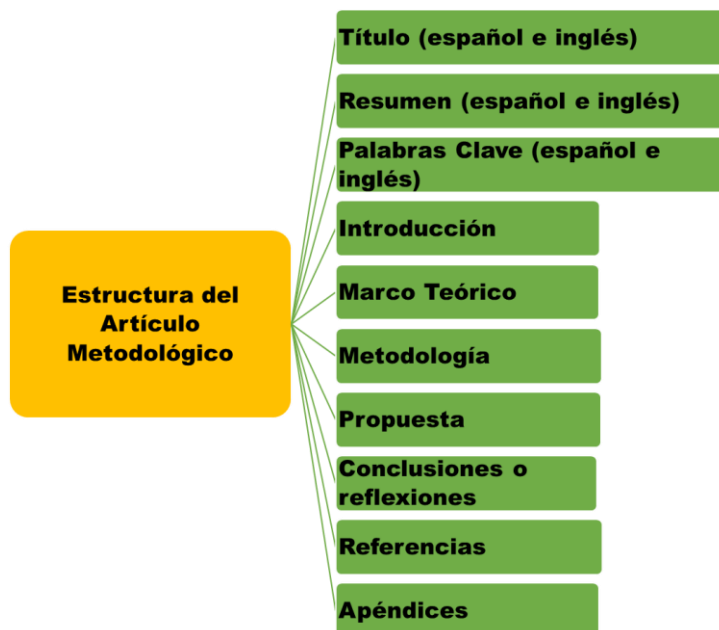 Estructura del
Artículo
Metodológico
Título (español e inglés)
Resumen (español e inglés)
Palabras Clave (español e
inglés)
Introducción
Marco Teórico
Metodología
Propuesta
Conclusiones o
reflexiones
Referencias
Apéndices